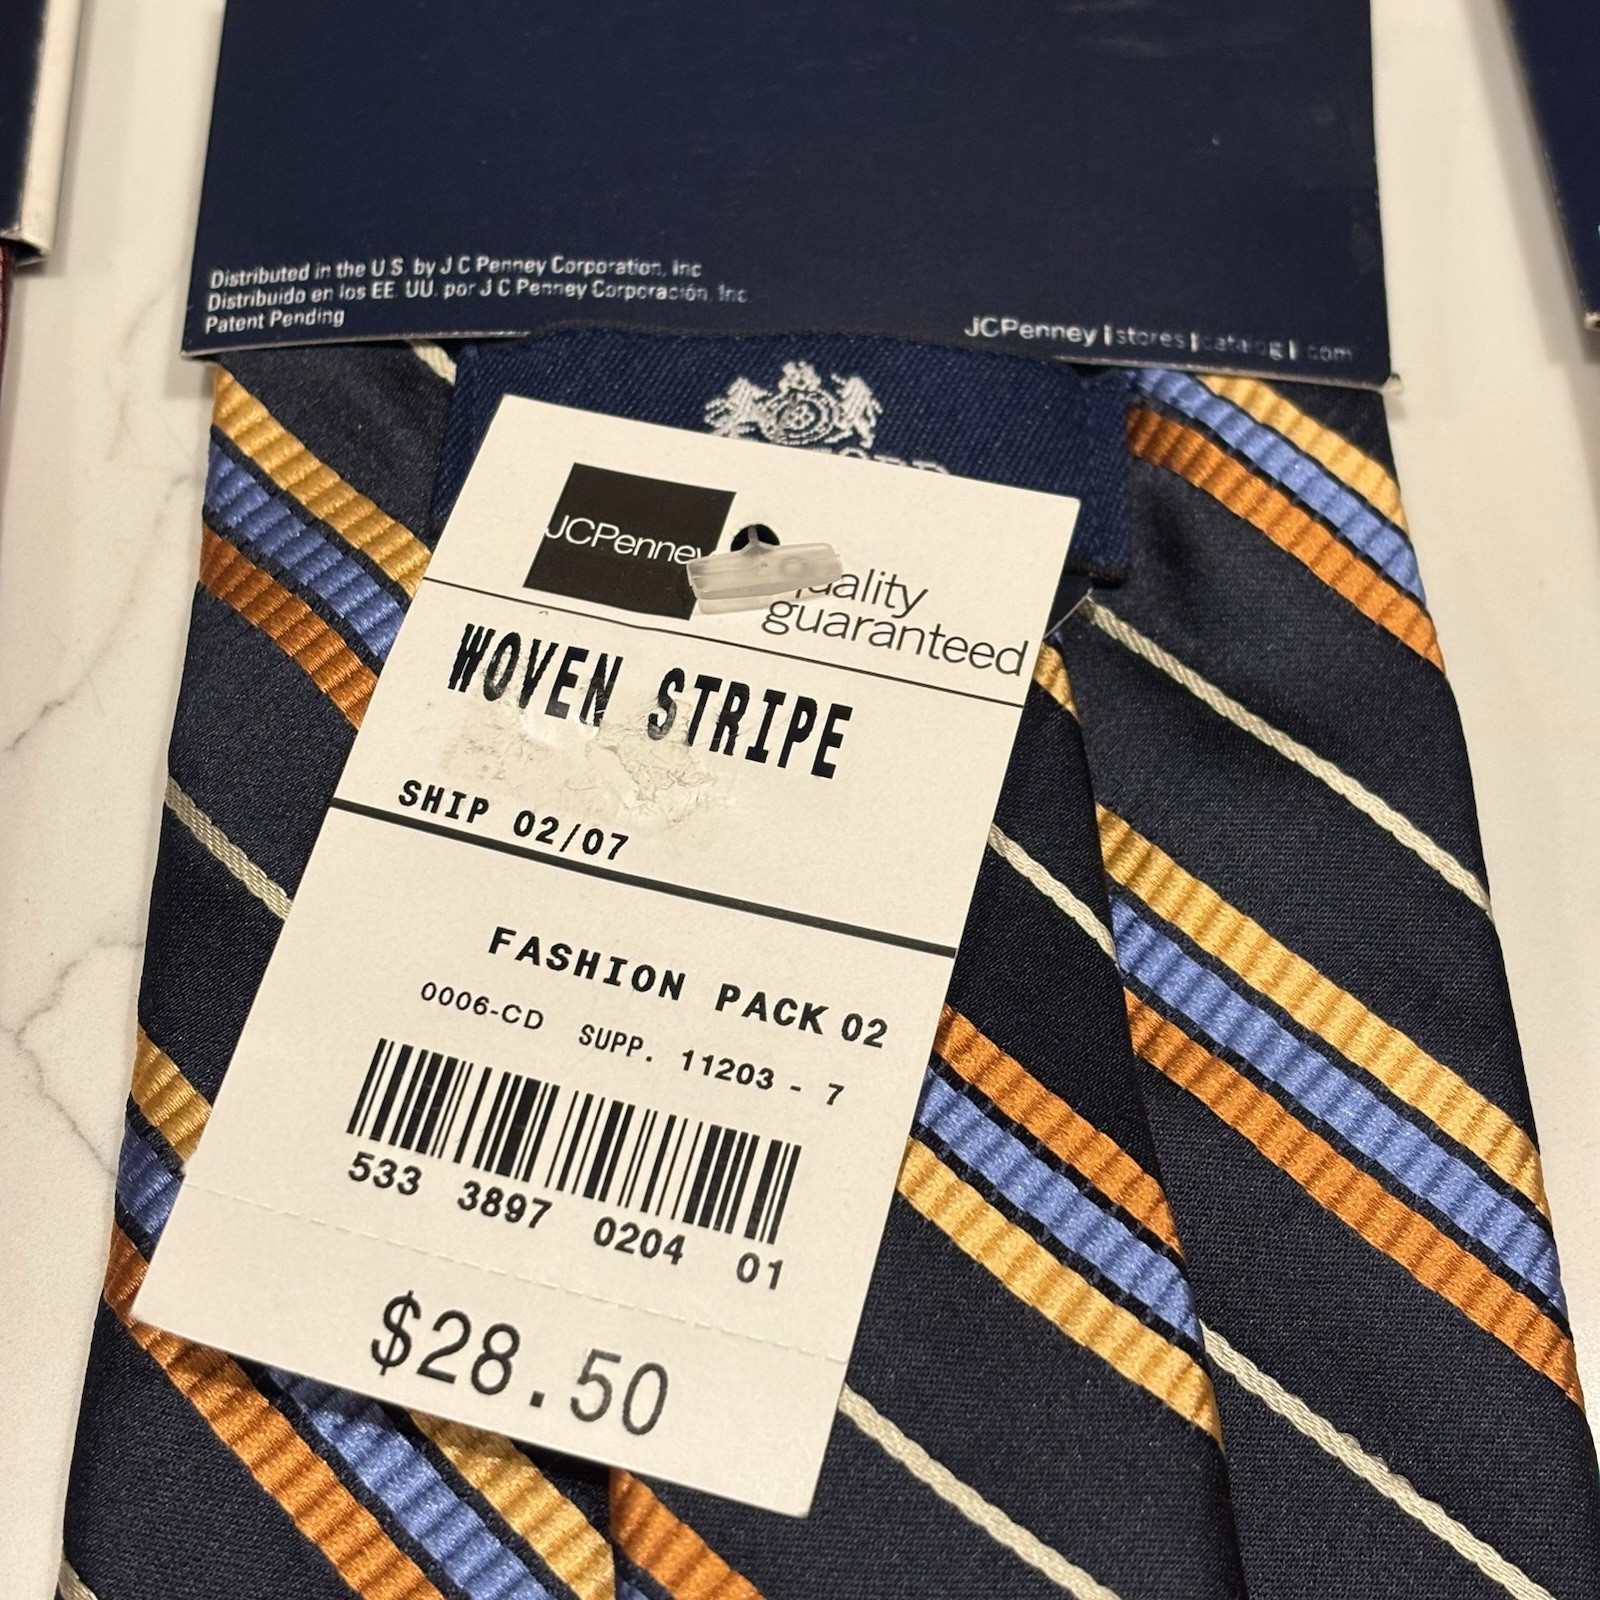 Distributed in the U.S. by J C Penney Corporation, Inc
Distribuido en los EE. UU. por J C Penney Corporación, Inc
Patent Pending
JCPenney | stores | catalog | .com
JCPenney
guaranteed
WOVEN STRIPE
SHIP 02/07
FASHION PACK 02
0006-CD SUPP. 11203 - 7
533 3897 0204 01
$28.50